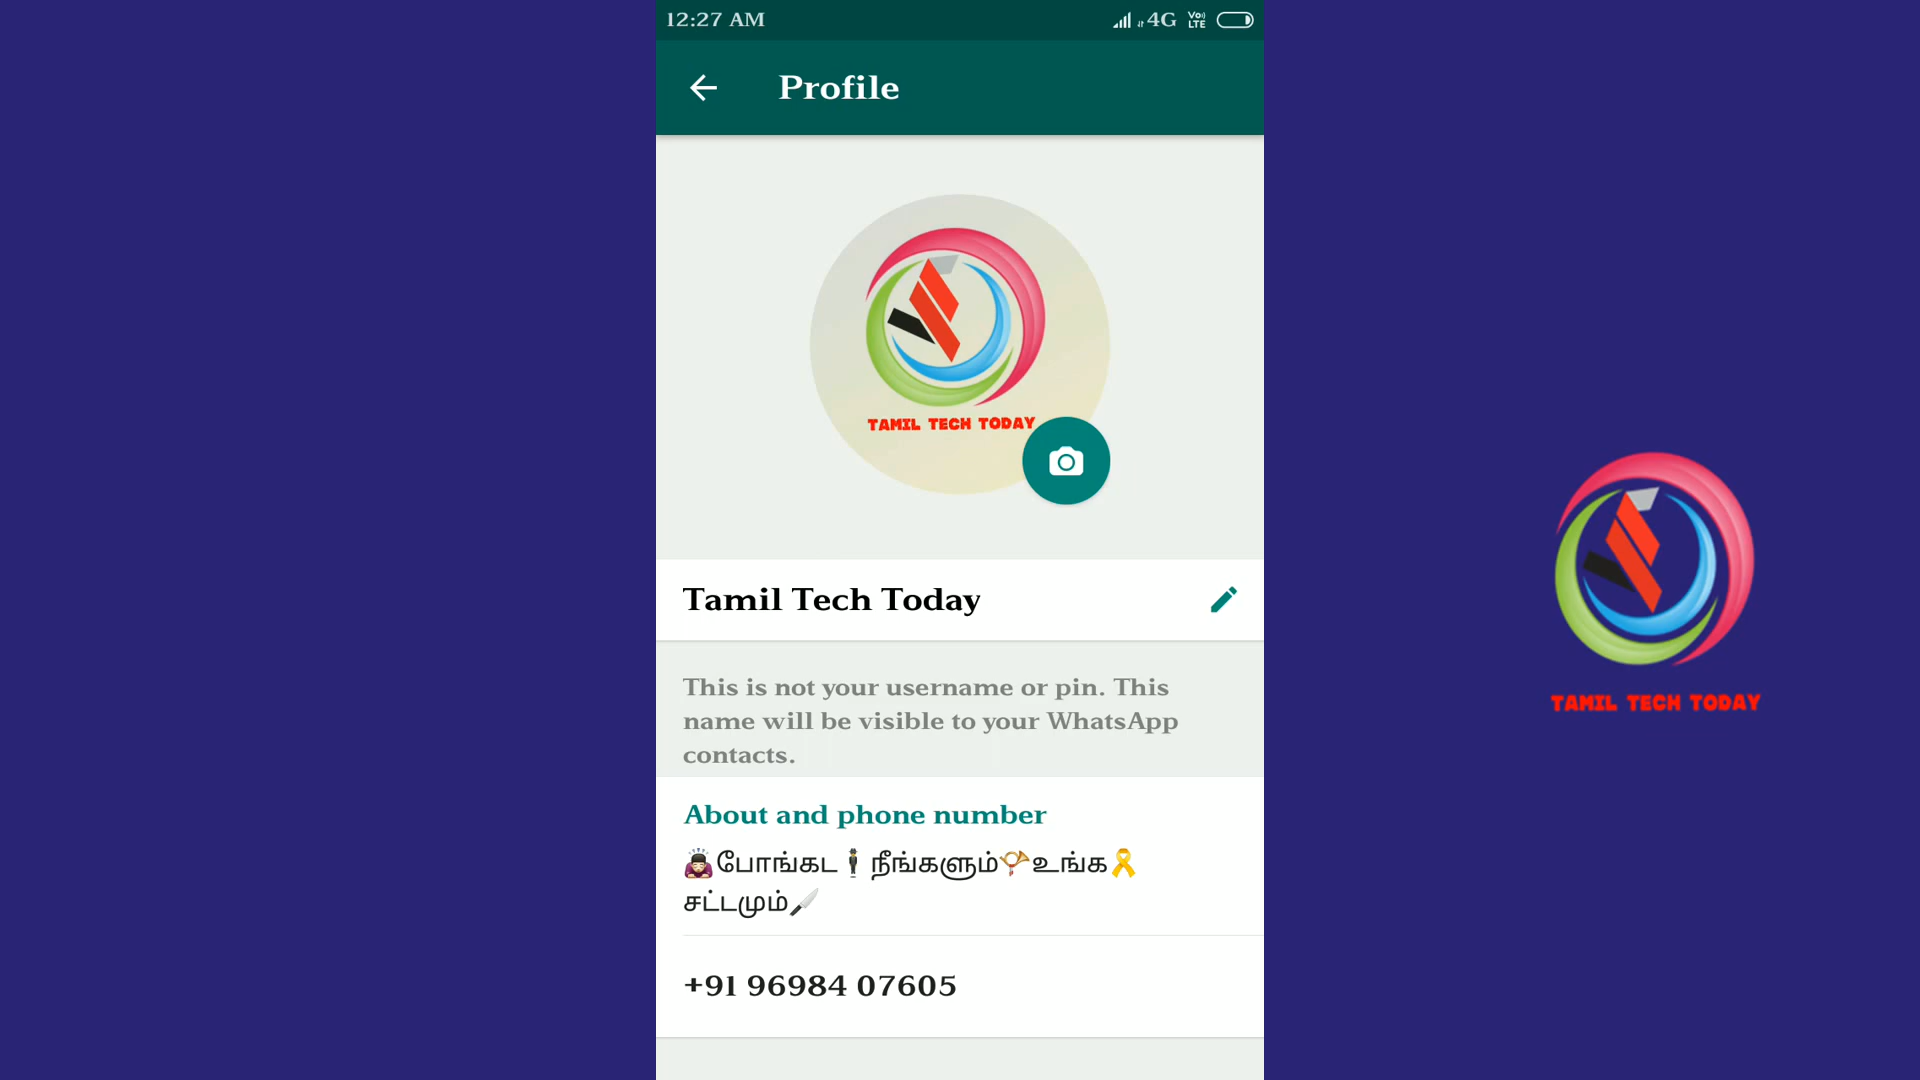 12:27 AM
4G VoLTE
Profile
TAMIL TECH TODAY
Tamil Tech Today
This is not your username or pin. This
name will be visible to your WhatsApp
contacts.
About and phone number
🙇🏻போங்கட🕴நீங்களும்📯உங்க🎗
சட்டமும்🔪
+91 96984 07605
TAMIL TECH TODAY